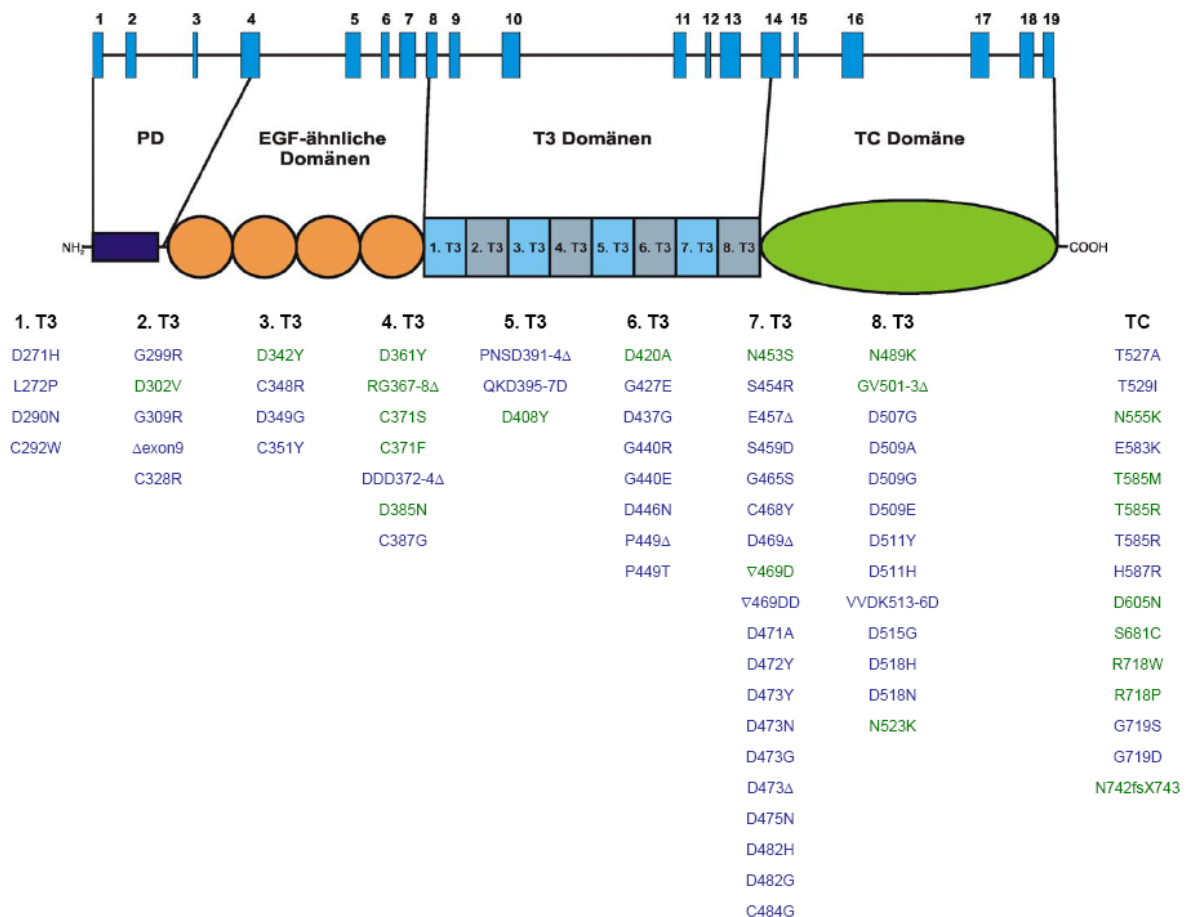 1 2 3 4 5 6 7 8 9 10 11 12 13 14 15 16 17 18 19
PD EGF-ähnliche Domänen T3 Domänen TC Domäne
NH2 1. T3 2. T3 3. T3 4. T3 5. T3 6. T3 7. T3 8. T3 COOH
1. T3 2. T3 3. T3 4. T3 5. T3 6. T3 7. T3 8. T3 TC
D271H G299R D342Y D361Y PNSD391-4Δ D420A N453S N489K T527A
L272P D302V C348R RG367-8Δ QKD395-7D G427E S454R GV501-3Δ T529I
D290N G309R D349G C371S D408Y D437G E457Δ D507G N555K
C292W Δexon9 C351Y C371F G440R S459D D509A E583K
C328R DDD372-4Δ G440E G465S D509G T585M
D385N D446N C468Y D509E T585R
C387G P449Δ D469Δ D511Y T585R
P449T ∇469D D511H H587R
∇469DD VVDK513-6D D605N
D471A D515G S681C
D472Y D518H R718W
D473Y D518N R718P
D473N N523K G719S
D473G G719D
D473Δ N742fsX743
D475N
D482H
D482G
C484G